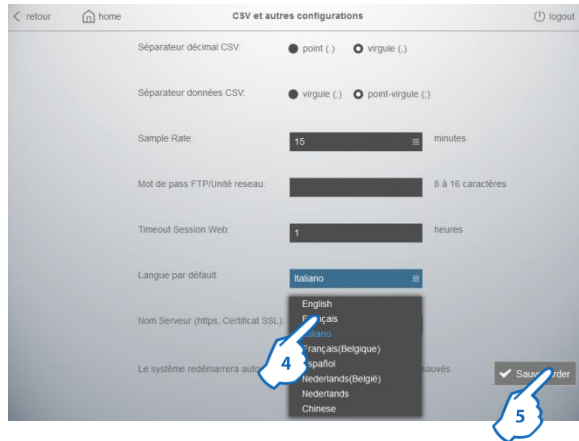 retour home CSV et autres configurations logout
Séparateur décimal CSV: point (.) virgule (,)
Séparateur données CSV: virgule (,) point-virgule (;)
Sample Rate: 15 minutes
Mot de pass FTP/Unité reseau: 8 à 16 caractères
Timeout Session Web: 1 heures
Langue par défault: Italiano
English
Nom Serveur (https, Certificat SSL)
Français(Belgique)
Le système redémarrera sauvés
4
Nederlands(België)
Nederlands
Chinese
5